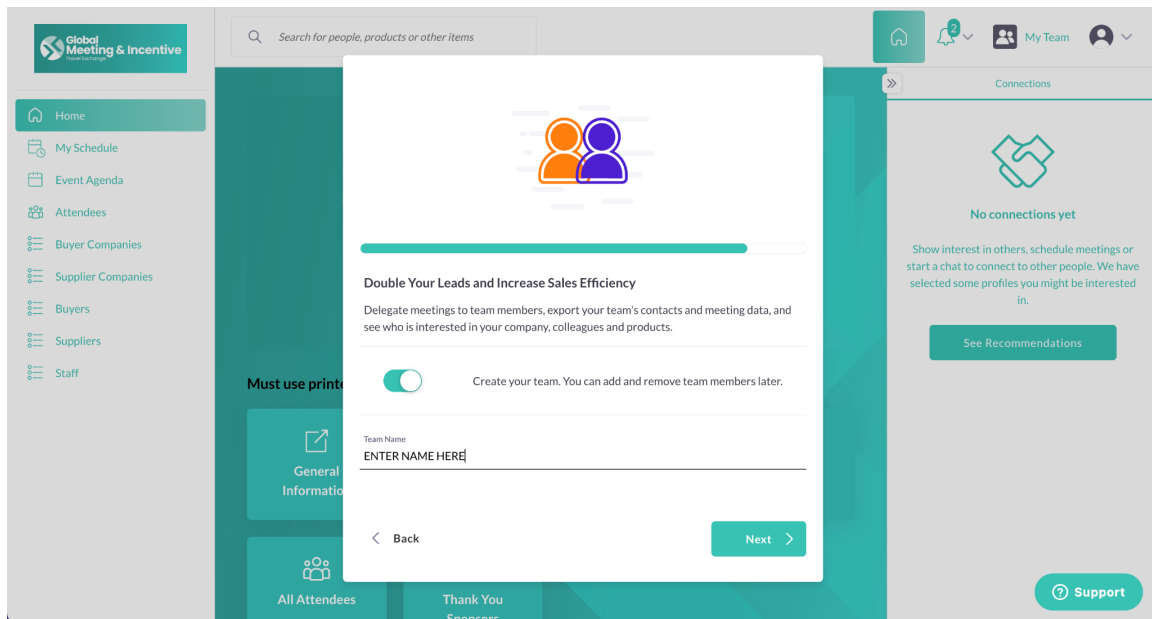 Global
Meeting & Incentive
Travel Exchange
Search for people, products or other items
2
My Team
Home
My Schedule
Event Agenda
Attendees
Buyer Companies
Supplier Companies
Buyers
Suppliers
Staff
Must use printe
General
Informatio
All Attendees
Thank You
Sponsors
Double Your Leads and Increase Sales Efficiency
Delegate meetings to team members, export your team's contacts and meeting data, and
see who is interested in your company, colleagues and products.
Create your team. You can add and remove team members later.
Team Name
ENTER NAME HERE
Back
Next
Connections
No connections yet
Show interest in others, schedule meetings or
start a chat to connect to other people. We have
selected some profiles you might be interested
in.
See Recommendations
Support